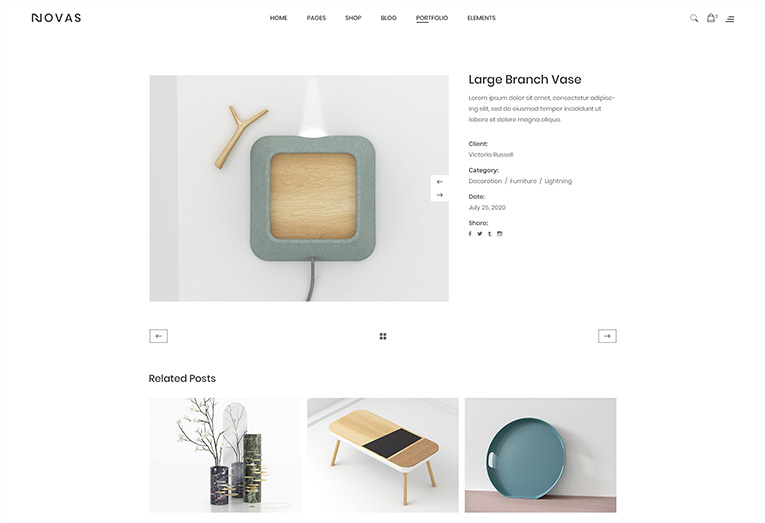 NOVAS
HOME PAGES SHOP BLOG PORTFOLIO ELEMENTS
0
Large Branch Vase
Lorem ipsum dolor sit amet, consectetur adipisc-
ing elit, sed do eiusmod tempor incididunt ut
labore et dolore magna aliqua.
Client:
Victoria Russell
Category:
Decoration / Furniture / Lightning
Date:
July 25, 2020
Share:
Related Posts